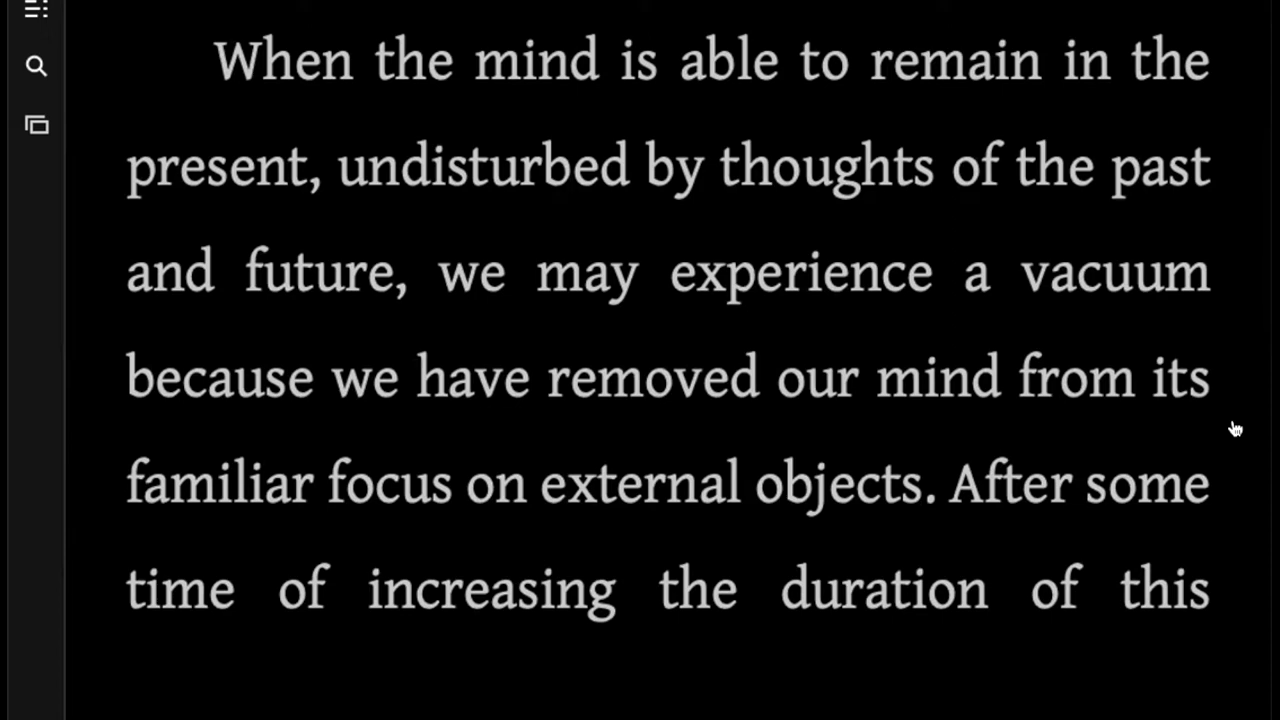 When the mind is able to remain in the
present, undisturbed by thoughts of the past
and future, we may experience a vacuum
because we have removed our mind from its
familiar focus on external objects. After some
time of increasing the duration of this